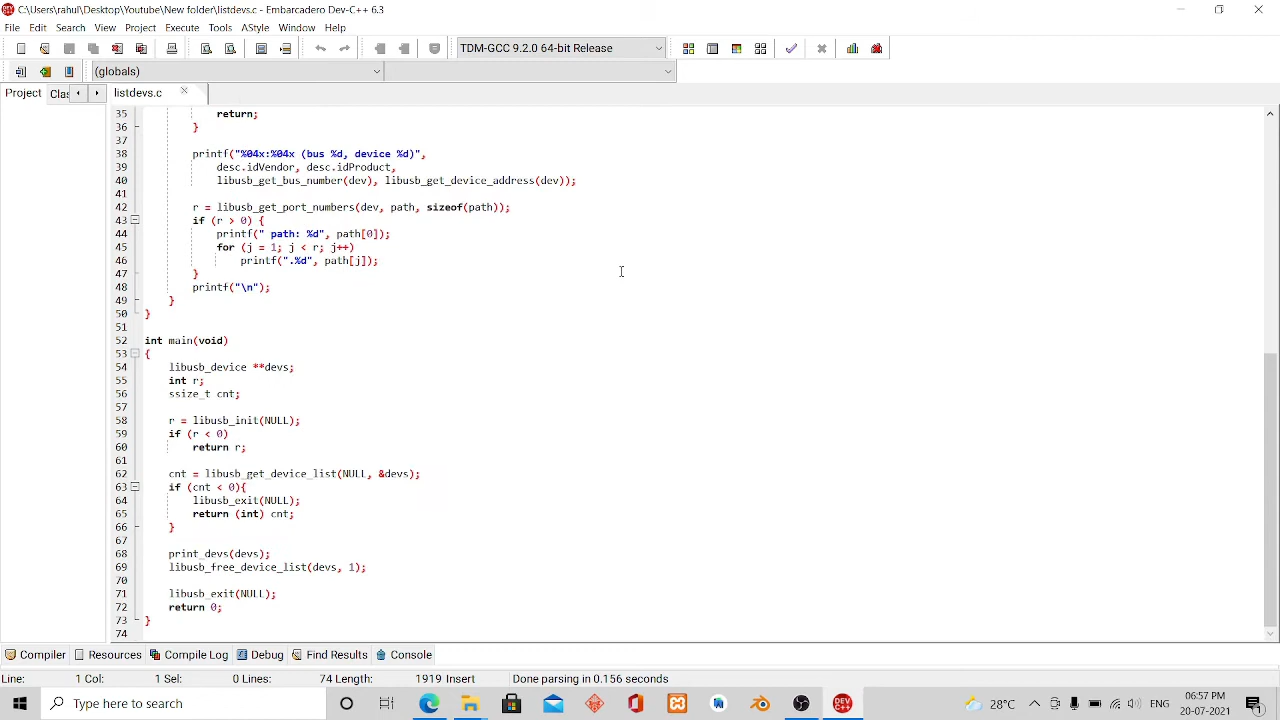 C:\Users\rahul\Desktop\Youtube\New folder\listdevs.c - Embarcadero Dev-C++ 6.3
File Edit Search View Project Execute Tools AStyle Window Help
TDM-GCC 9.2.0 64-bit Release
(globals)
Project Clas listdevs.c
35 return;
36 }
37
38 printf("%04x:%04x (bus %d, device %d)",
39 desc.idVendor, desc.idProduct,
40 libusb_get_bus_number(dev), libusb_get_device_address(dev));
41
42 r = libusb_get_port_numbers(dev, path, sizeof(path));
43 if (r > 0) {
44 printf(" path: %d", path[0]);
45 for (j = 1; j < r; j++)
46 printf(".%d", path[j]);
47 }
48 printf("\n");
49 }
50 }
51
52 int main(void)
53 {
54 libusb_device **devs;
55 int r;
56 ssize_t cnt;
57
58 r = libusb_init(NULL);
59 if (r < 0)
60 return r;
61
62 cnt = libusb_get_device_list(NULL, &devs);
63 if (cnt < 0){
64 libusb_exit(NULL);
65 return (int) cnt;
66 }
67
68 print_devs(devs);
69 libusb_free_device_list(devs, 1);
70
71 libusb_exit(NULL);
72 return 0;
73 }
74
Compiler Resources Compile Log Debug Find Results Console
Line: 1 Col: 1 Sel: 0 Lines: 74 Length: 1919 Insert Done parsing in 0.156 seconds
Type here to search
28°C ENG 06:57 PM
20-07-2021